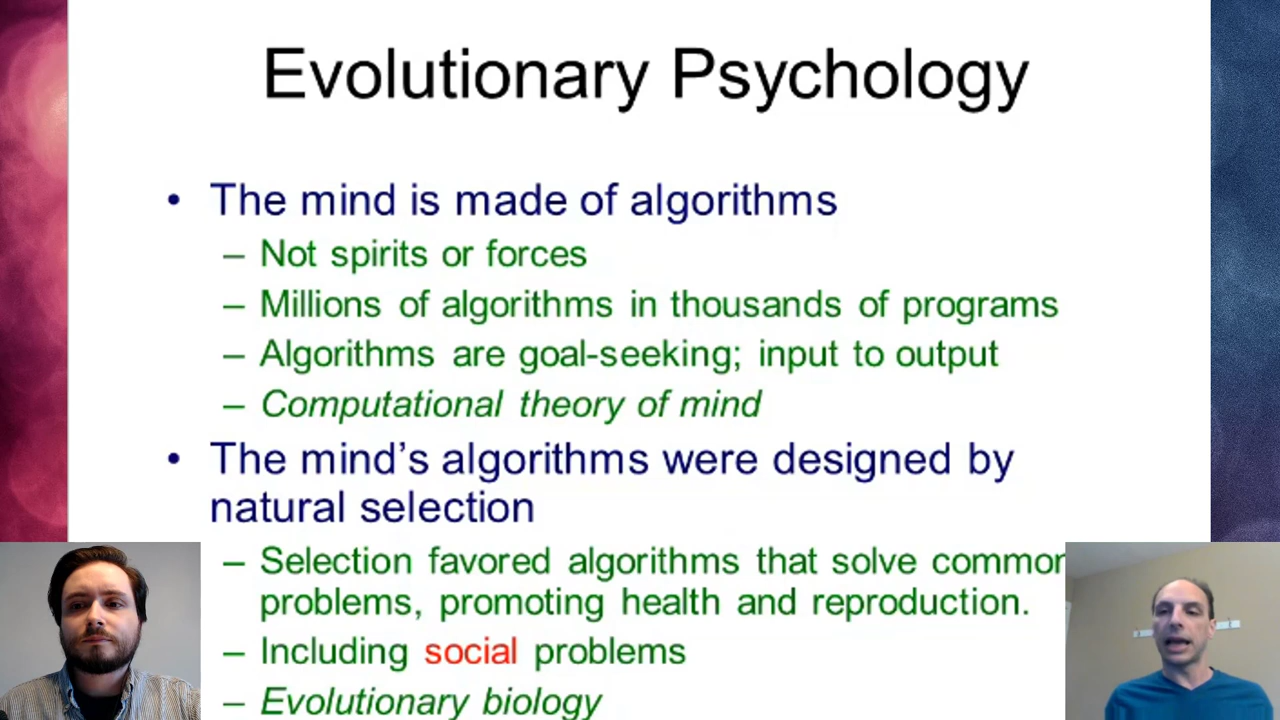 Evolutionary Psychology
• The mind is made of algorithms
– Not spirits or forces
– Millions of algorithms in thousands of programs
– Algorithms are goal-seeking; input to output
– Computational theory of mind
• The mind’s algorithms were designed by
natural selection
– Selection favored algorithms that solve common
problems, promoting health and reproduction.
– Including social problems
– Evolutionary biology